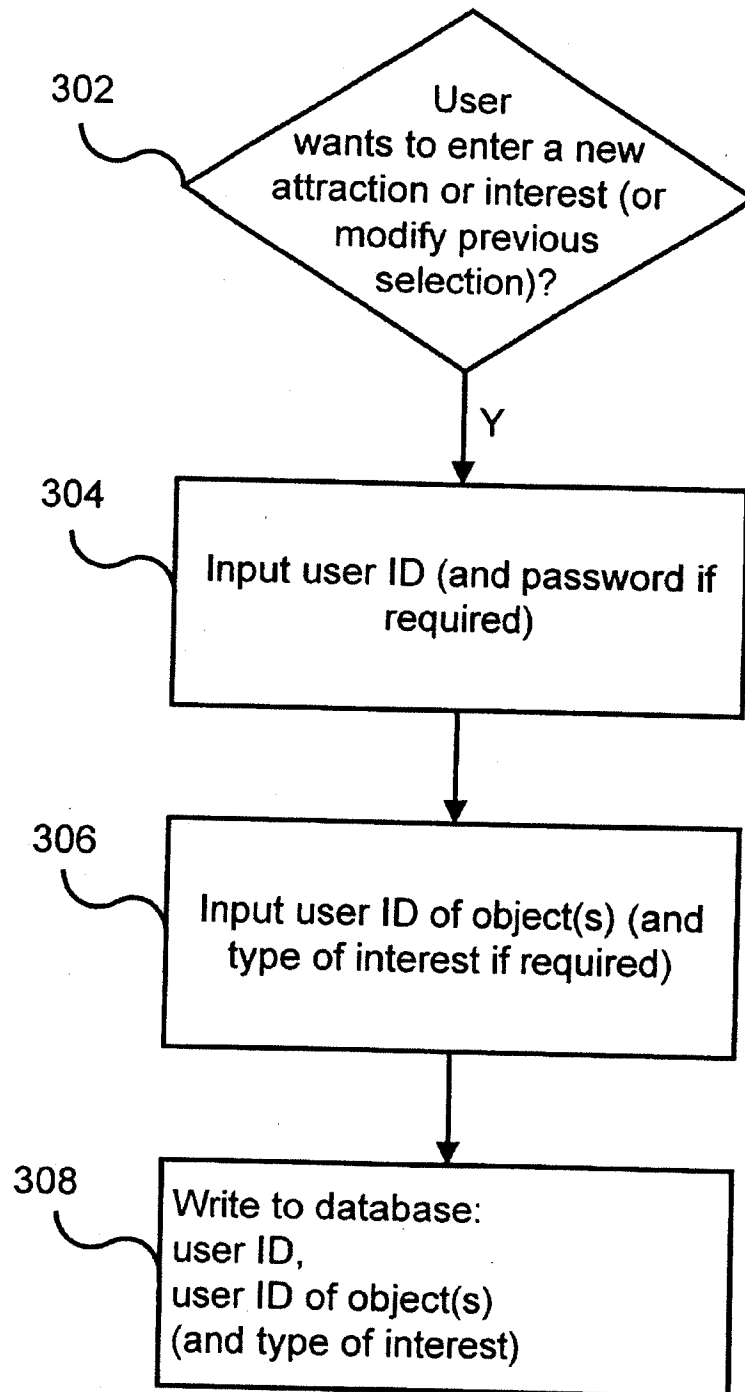 302
User
wants to enter a new
attraction or interest (or
modify previous
selection)?
Y
304
Input user ID (and password if
required)
306
Input user ID of object(s) (and
type of interest if required)
308
Write to database:
user ID,
user ID of object(s)
(and type of interest)